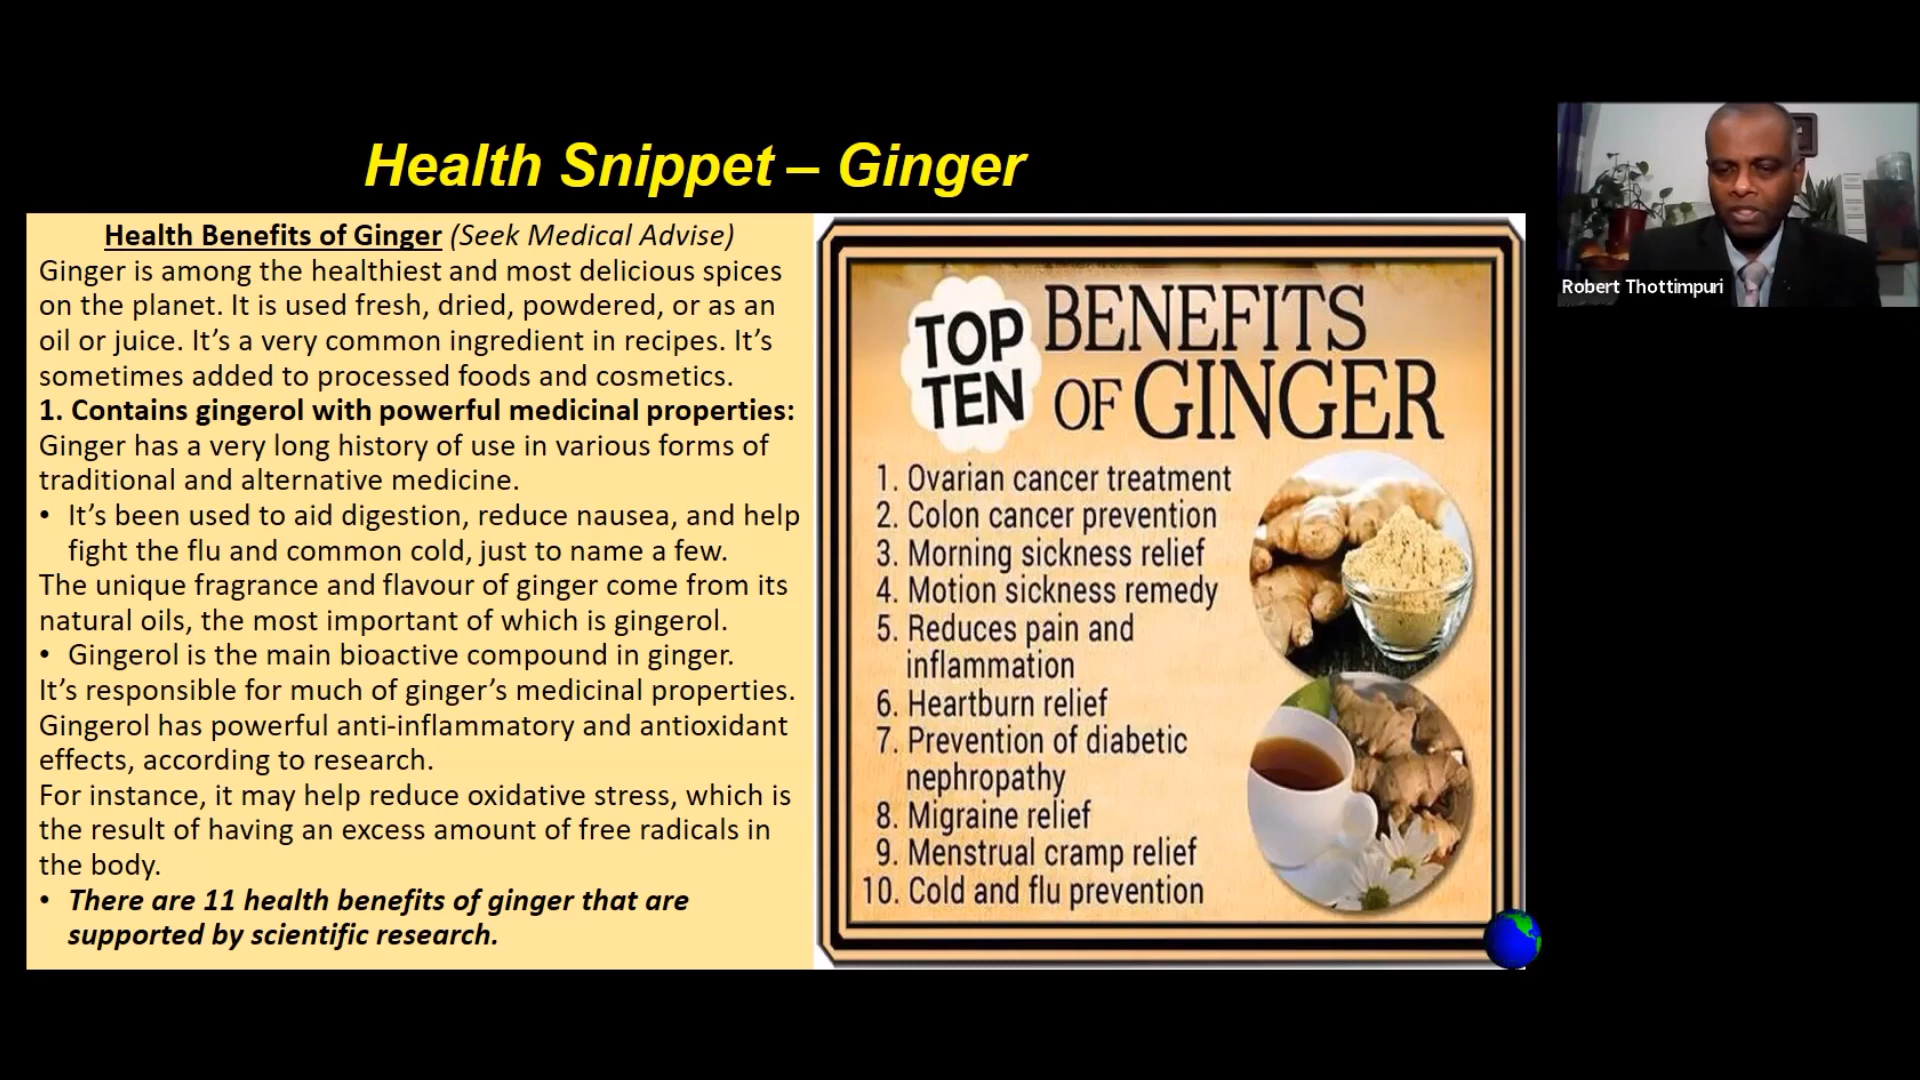 Health Snippet – Ginger
Health Benefits of Ginger (Seek Medical Advise)
Ginger is among the healthiest and most delicious spices
on the planet. It is used fresh, dried, powdered, or as an
oil or juice. It’s a very common ingredient in recipes. It’s
sometimes added to processed foods and cosmetics.
1. Contains gingerol with powerful medicinal properties:
Ginger has a very long history of use in various forms of
traditional and alternative medicine.
• It’s been used to aid digestion, reduce nausea, and help
fight the flu and common cold, just to name a few.
The unique fragrance and flavour of ginger come from its
natural oils, the most important of which is gingerol.
• Gingerol is the main bioactive compound in ginger.
It’s responsible for much of ginger’s medicinal properties.
Gingerol has powerful anti-inflammatory and antioxidant
effects, according to research.
For instance, it may help reduce oxidative stress, which is
the result of having an excess amount of free radicals in
the body.
• There are 11 health benefits of ginger that are
supported by scientific research.
TOP TEN
BENEFITS
OF GINGER
1. Ovarian cancer treatment
2. Colon cancer prevention
3. Morning sickness relief
4. Motion sickness remedy
5. Reduces pain and
inflammation
6. Heartburn relief
7. Prevention of diabetic
nephropathy
8. Migraine relief
9. Menstrual cramp relief
10. Cold and flu prevention
Robert Thottimpuri